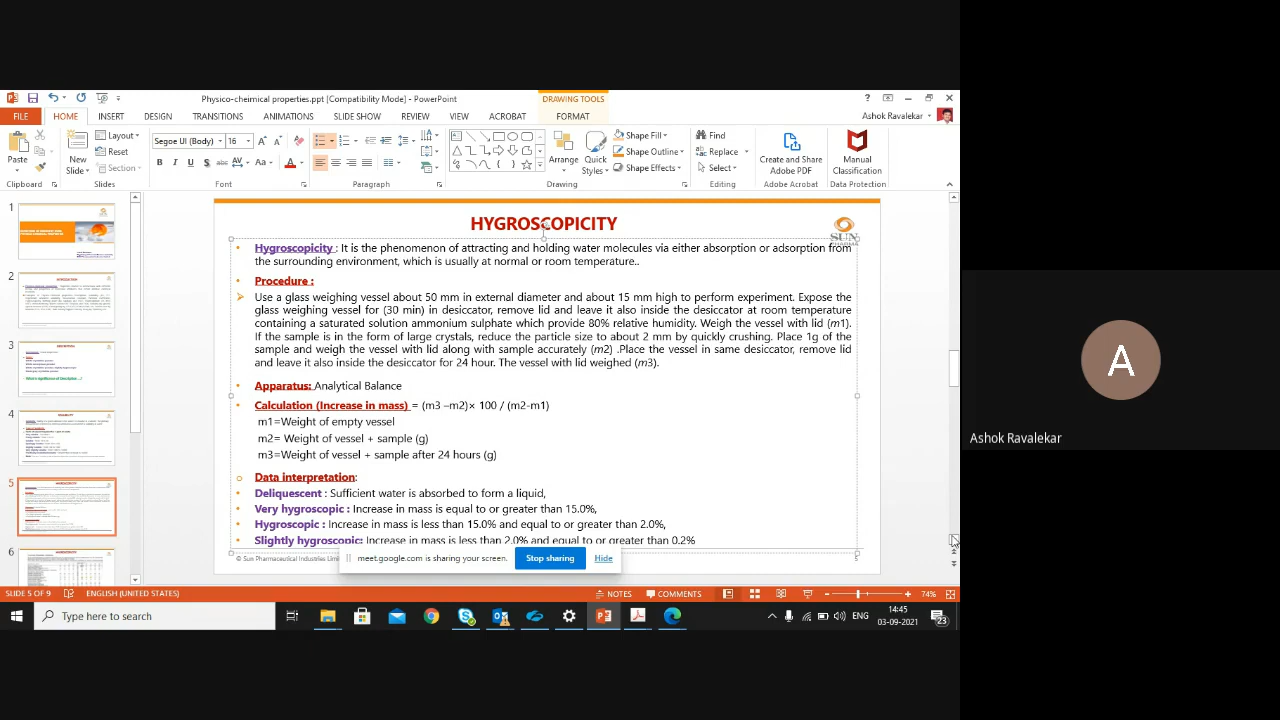 Physico-cheimical properties.ppt [Compatibility Mode] - PowerPoint
DRAWING TOOLS
FILE HOME INSERT DESIGN TRANSITIONS ANIMATIONS SLIDE SHOW REVIEW VIEW ACROBAT FORMAT
Ashok Ravalekar
Paste
New Slide
Layout
Reset
Section
Segoe UI (Body) 16
Arrange
Quick Styles
Shape Fill
Shape Outline
Shape Effects
Find
Replace
Select
Create and Share Adobe PDF
Manual Classification
Clipboard Slides Font Paragraph Drawing Editing Adobe Acrobat Data Protection
1
2
3
4
5
6
HYGROSCOPICITY
SUN
• Hygroscopicity : It is the phenomenon of attracting and holding water molecules via either absorption or adsorption from
the surrounding environment, which is usually at normal or room temperature..
• Procedure :
Use a glass weighing vessel about 50 mm in external diameter and about 15 mm high to perform experiment. Expose the
glass weighing vessel for (30 min) in desiccator, remove lid and leave it also inside the desiccator at room temperature
containing a saturated solution ammonium sulphate which provide 80% relative humidity. Weigh the vessel with lid (m1).
If the sample is in the form of large crystals, reduce the particle size to about 2 mm by quickly crushing. Place 1g of the
sample and weigh the vessel with lid along with sample accurately (m2) .Place the vessel in same desiccator, remove lid
and leave it also inside the desiccator for 24h. The vessel with lid weighed (m3).
• Apparatus: Analytical Balance
• Calculation (Increase in mass) = (m3 –m2)× 100 / (m2-m1)
m1=Weight of empty vessel
m2= Weight of vessel + sample (g)
m3=Weight of vessel + sample after 24 hours (g)
o Data interpretation:
• Deliquescent : Sufficient water is absorbed to form a liquid,
• Very hygroscopic : Increase in mass is equal to or greater than 15.0%,
• Hygroscopic : Increase in mass is less than 15.0% and equal to or greater than 2.0%,
• Slightly hygroscopic: Increase in mass is less than 2.0% and equal to or greater than 0.2%
© Sun Pharmaceutical Industries Limi
5
meet.google.com is sharing your screen.
Stop sharing
Hide
SLIDE 5 OF 9 ENGLISH (UNITED STATES) NOTES COMMENTS 74%
Type here to search
ENG
14:45
03-09-2021
23
A
Ashok Ravalekar